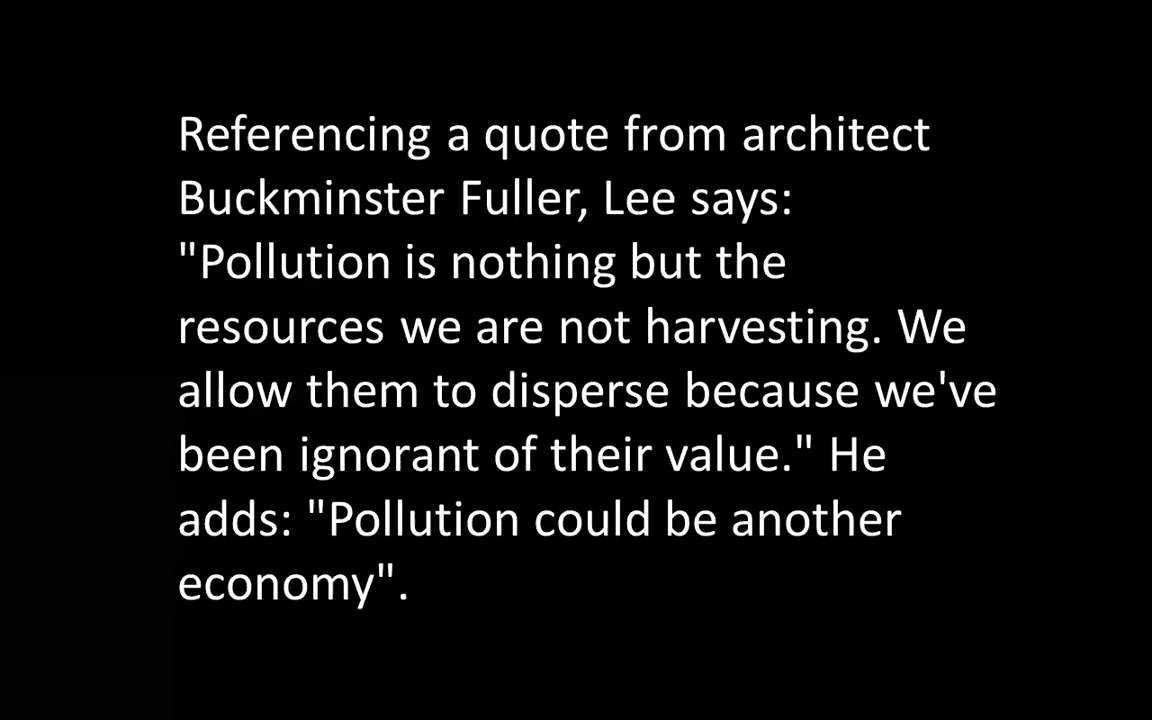 Referencing a quote from architect
Buckminster Fuller, Lee says:
"Pollution is nothing but the
resources we are not harvesting. We
allow them to disperse because we've
been ignorant of their value." He
adds: "Pollution could be another
economy".